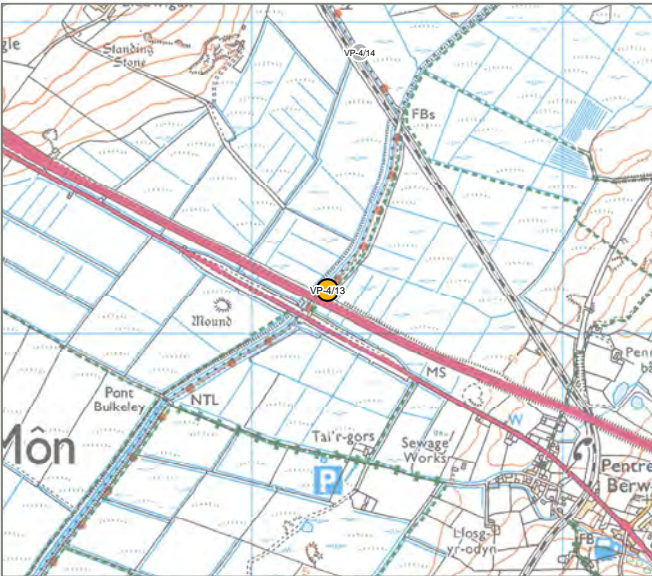 VP-4/14
Standing
Stone
gle
FBs
VP-4/13
Mound
MS
Pont
Bulkeley
NTL
Môn
Tai'r-gors
Sewage
Works
W
P
Pentre
Berw
Llosg-
yr-odyn
FB